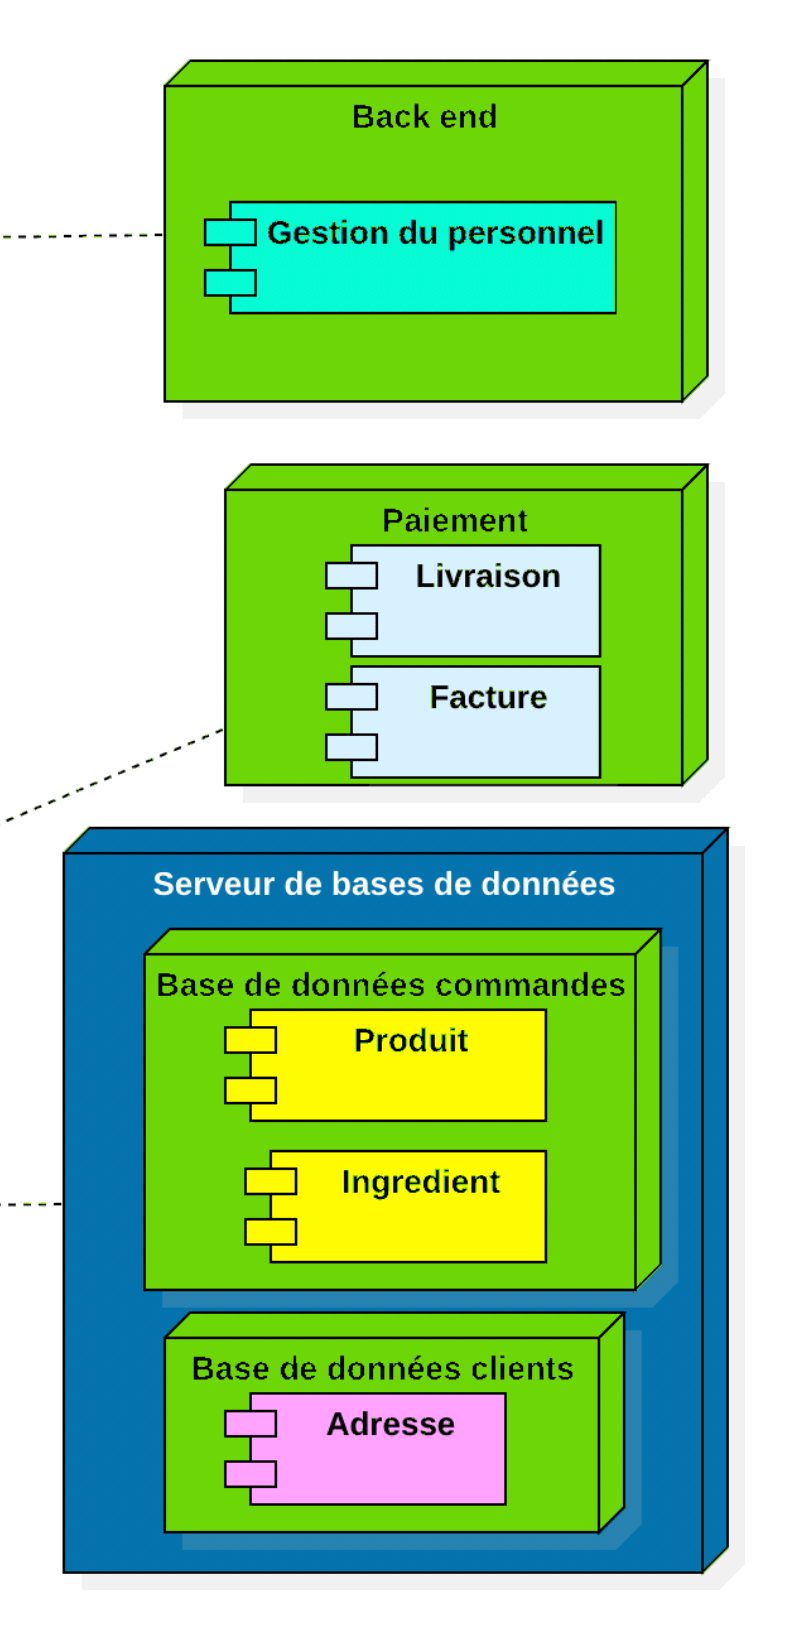 Back end
Gestion du personnel
Paiement
Livraison
Facture
Serveur de bases de données
Base de données commandes
Produit
Ingredient
Base de données clients
Adresse